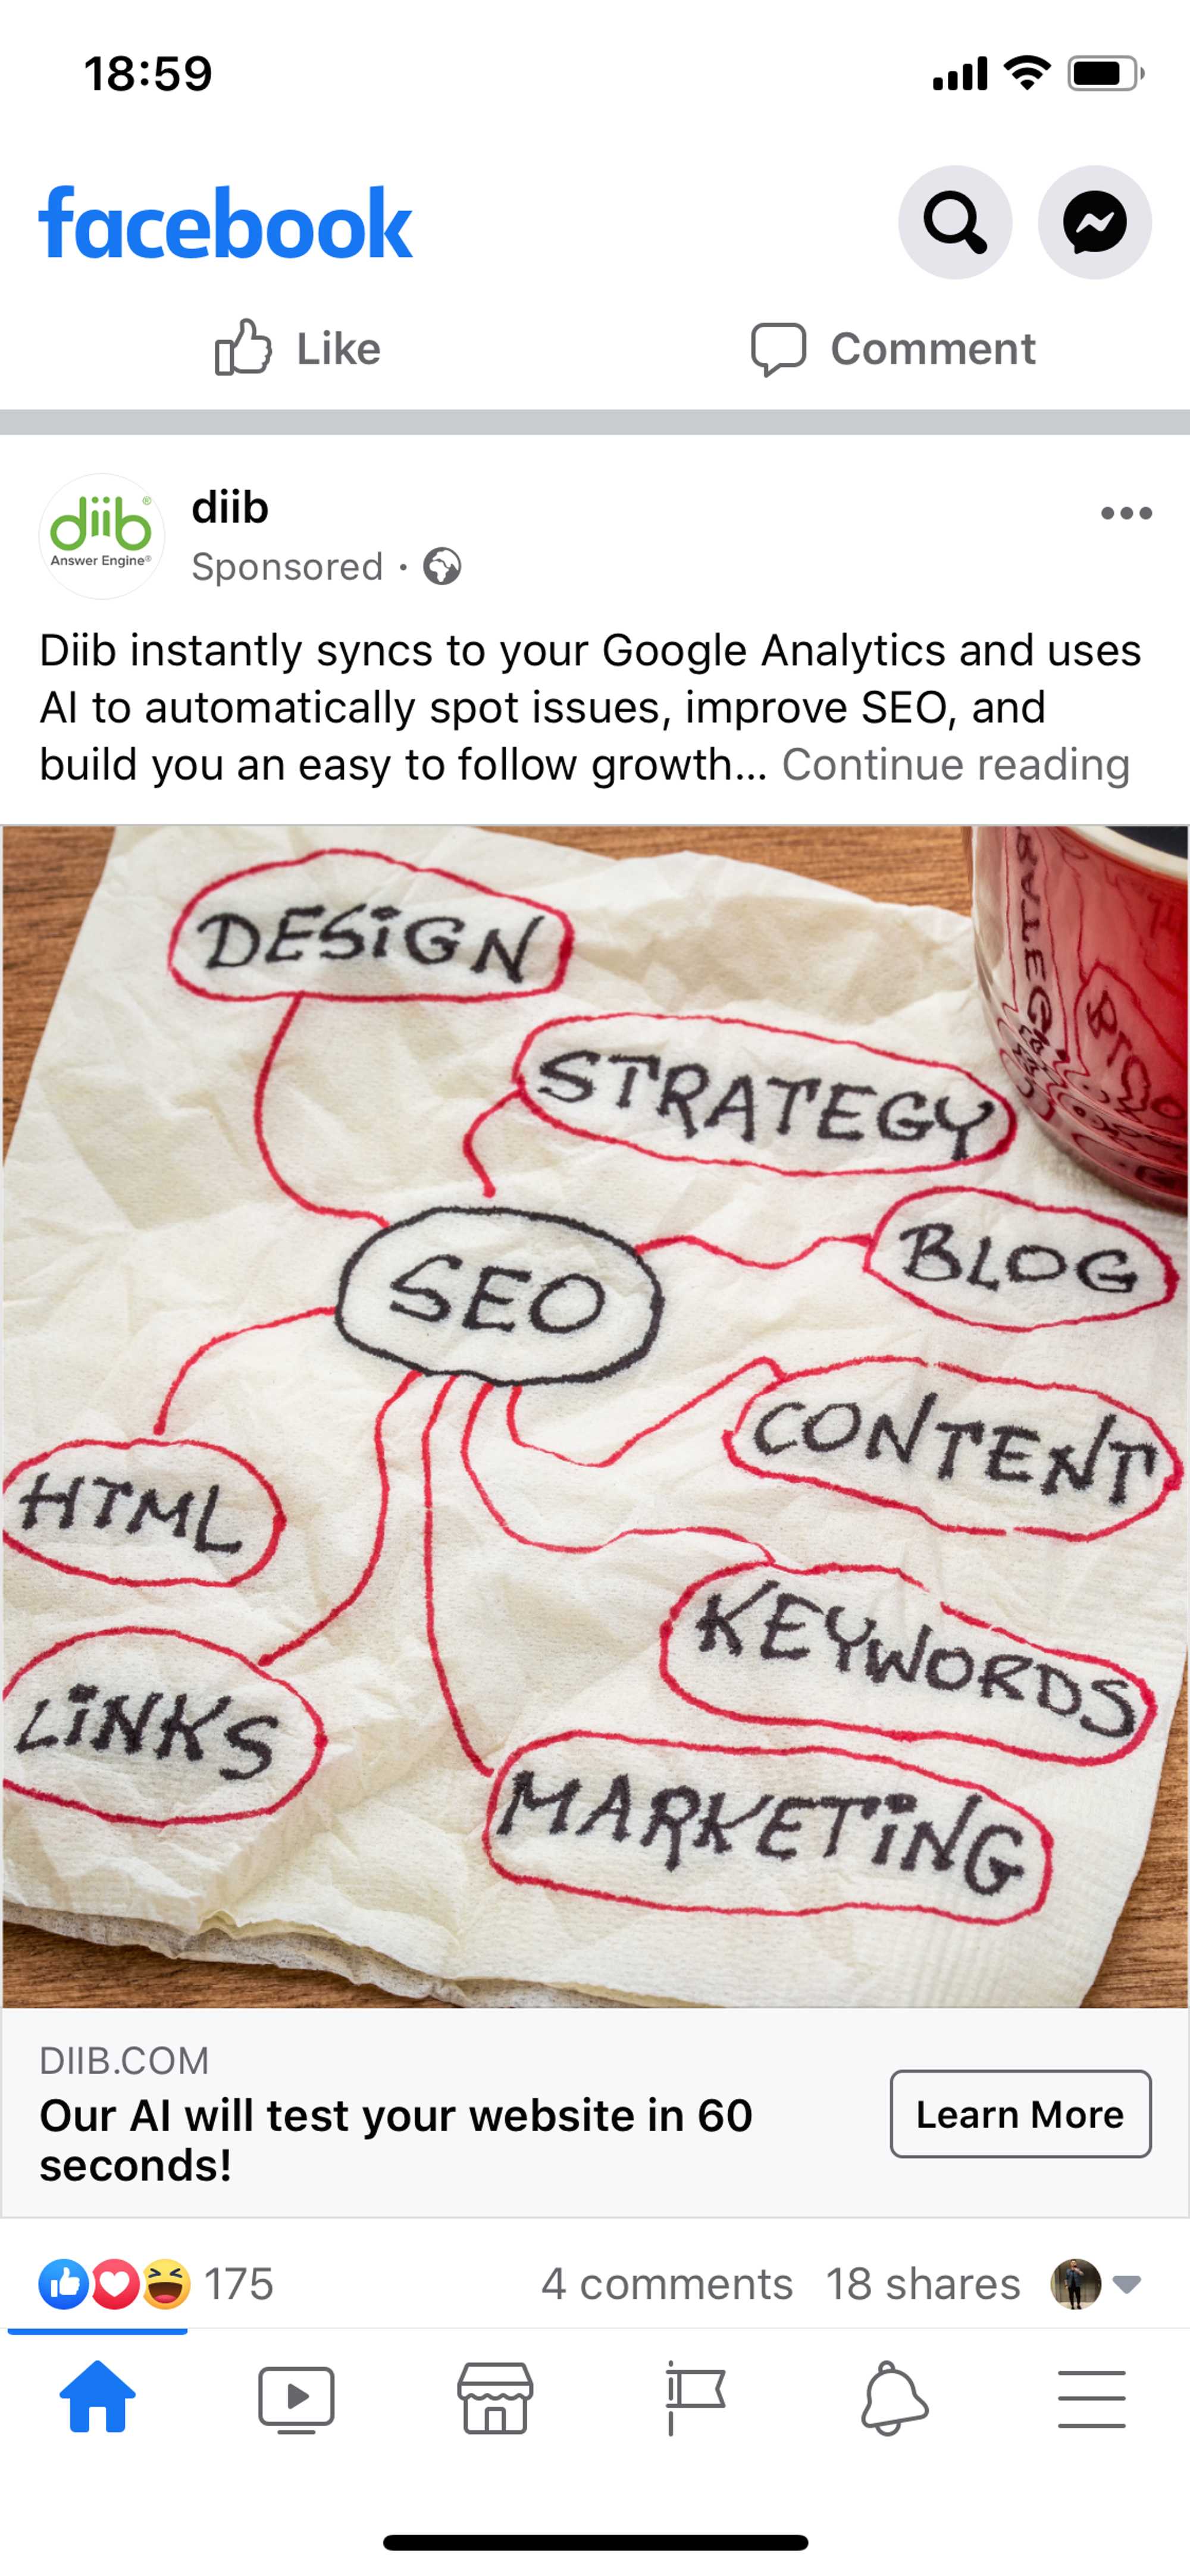 18:59
facebook
Like
Comment
diib®
Answer Engine®
diib
Sponsored ·
Diib instantly syncs to your Google Analytics and uses
AI to automatically spot issues, improve SEO, and
build you an easy to follow growth... Continue reading
DESiGN
STRATEGY
SEO
BLOG
CONTENT
HTML
KEYWORDS
LiNKS
MARKETiNG
DIIB.COM
Our AI will test your website in 60
seconds!
Learn More
175
4 comments
18 shares